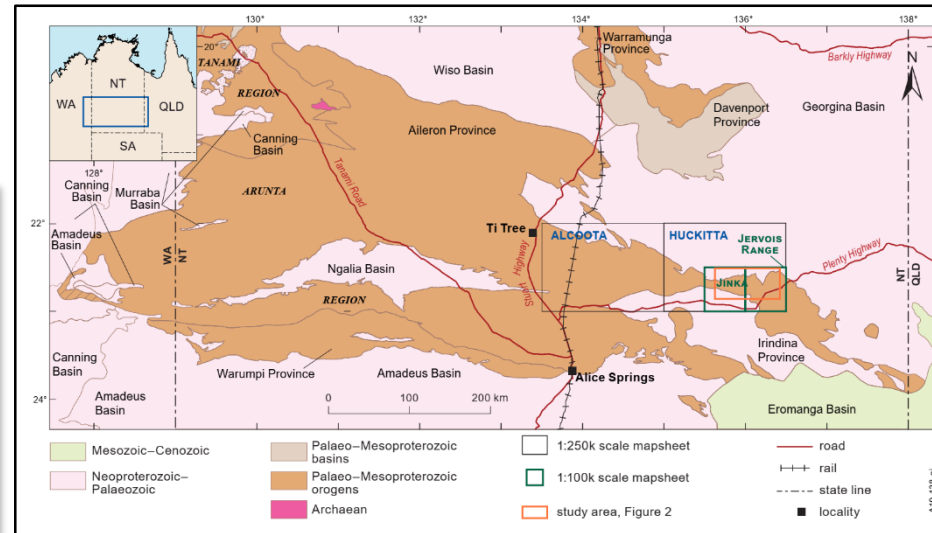 130°
132°
134°
136°
138°
20°
TANAMI
REGION
Warramunga
Province
Barkly Highway
N
Wiso Basin
NT
WA
QLD
SA
Davenport
Province
Georgina Basin
Aileron Province
Canning
Basin
128°
Canning
Basin
Murraba
Basin
ARUNTA
Tanami Road
22°
Amadeus
Basin
WA
NT
Ti Tree
ALCOOTA
HUCKITTA
JERVOIS
RANGE
Plenty Highway
NT
QLD
Ngalia Basin
Stuart
Highway
JINKA
REGION
Canning
Basin
Warumpi Province
Amadeus Basin
Irindina
Province
Alice Springs
Amadeus
Basin
24°
0
100
200 km
Eromanga Basin
Mesozoic–Cenozoic
Neoproterozoic–
Palaeozoic
Palaeo–Mesoproterozoic
basins
Palaeo–Mesoproterozoic
orogens
Archaean
1:250k scale mapsheet
1:100k scale mapsheet
study area, Figure 2
road
rail
state line
locality